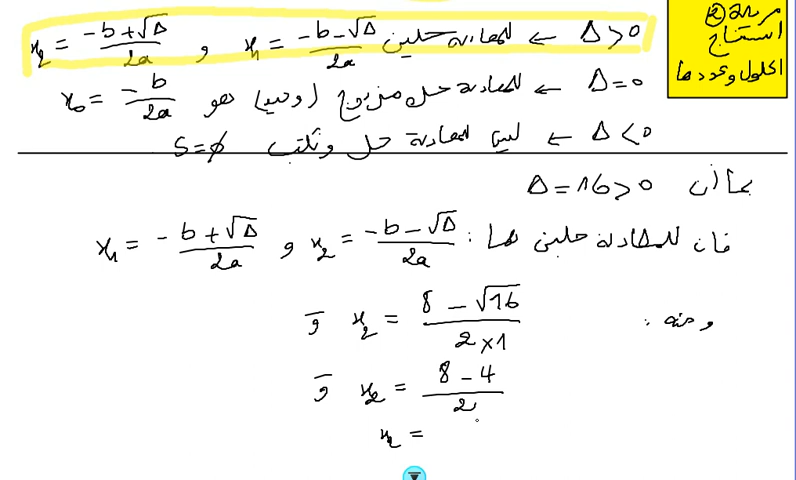 مرحلة ②
استنتاج
الحلول وعددها
Δ>0 ← للمعادلة حلين x₁ = (-b-√Δ)/2a و x₂ = (-b+√Δ)/2a
Δ=0 ← للمعادلة حل مزدوج (وحيد) هو x₀ = -b/2a
Δ<0 ← ليس للمعادلة حل ونكتب S=∅
بما أن Δ=16>0
فان للمعادلة حلين هما: x₂ = (-b-√Δ)/2a و x₁ = (-b+√Δ)/2a
ومنه: x₂ = (8-√16)/(2×1) و
x₂ = (8-4)/2 و
x₂ =